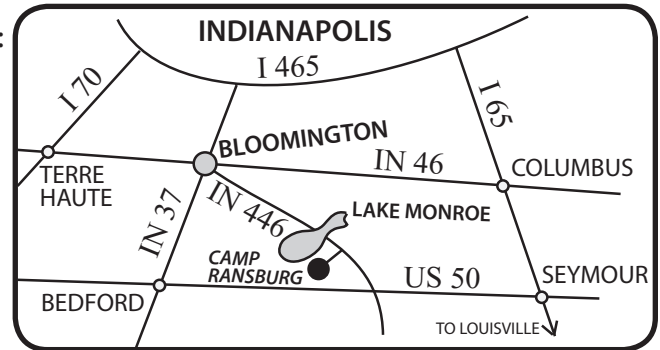 :
INDIANAPOLIS
I 465
I 70
I 65
BLOOMINGTON
IN 46
COLUMBUS
TERRE
HAUTE
IN 446
LAKE MONROE
IN 37
CAMP
RANSBURG
US 50
SEYMOUR
BEDFORD
TO LOUISVILLE